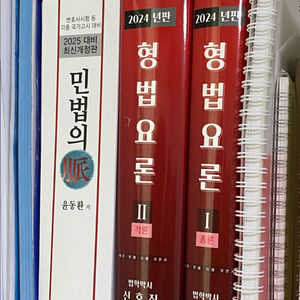 변호사시험 등
각종 국가고시 대비
2025 대비
최신개정판
민법의
脈
윤동환 저
2024 년판
형법요론
II
각론
법학박사
신호진
2024 년판
형법요론
I
총론
법학박사